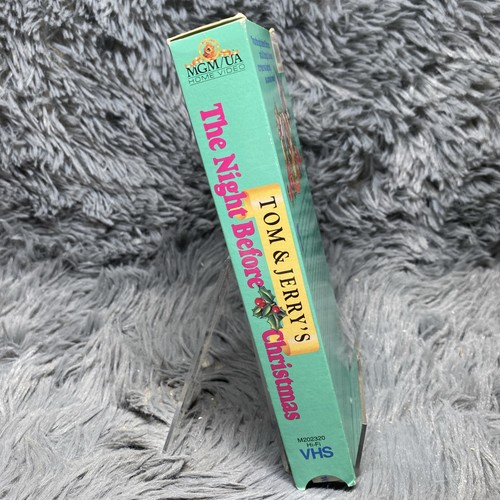 MGM/UA
HOME VIDEO
TOM & JERRY'S
The Night Before Christmas
M202320
Hi-Fi
VHS